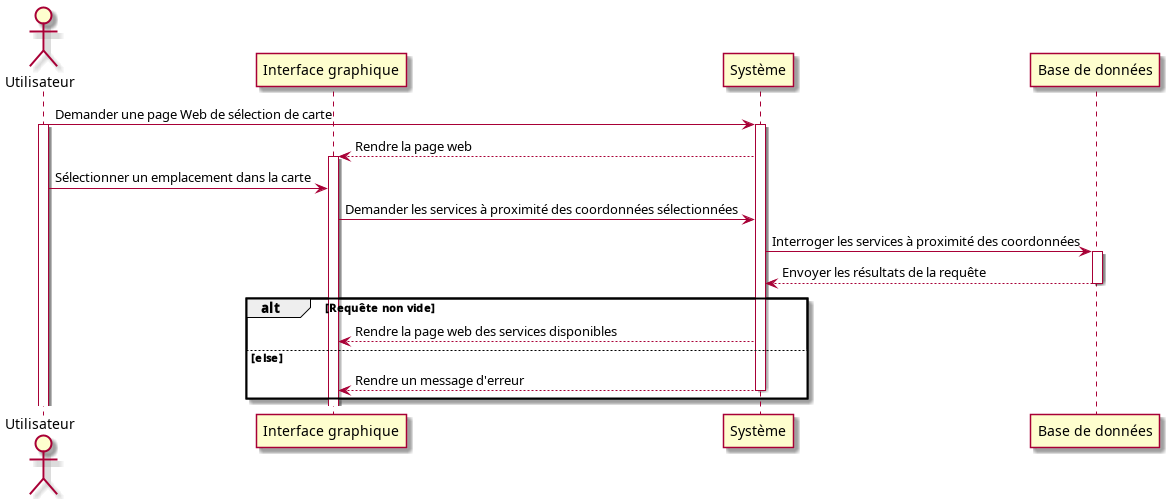 Utilisateur
Interface graphique
Système
Base de données
Demander une page Web de sélection de carte
Rendre la page web
Sélectionner un emplacement dans la carte
Demander les services à proximité des coordonnées sélectionnées
Interroger les services à proximité des coordonnées
Envoyer les résultats de la requête
alt [Requête non vide]
Rendre la page web des services disponibles
[else]
Rendre un message d'erreur
Utilisateur
Interface graphique
Système
Base de données